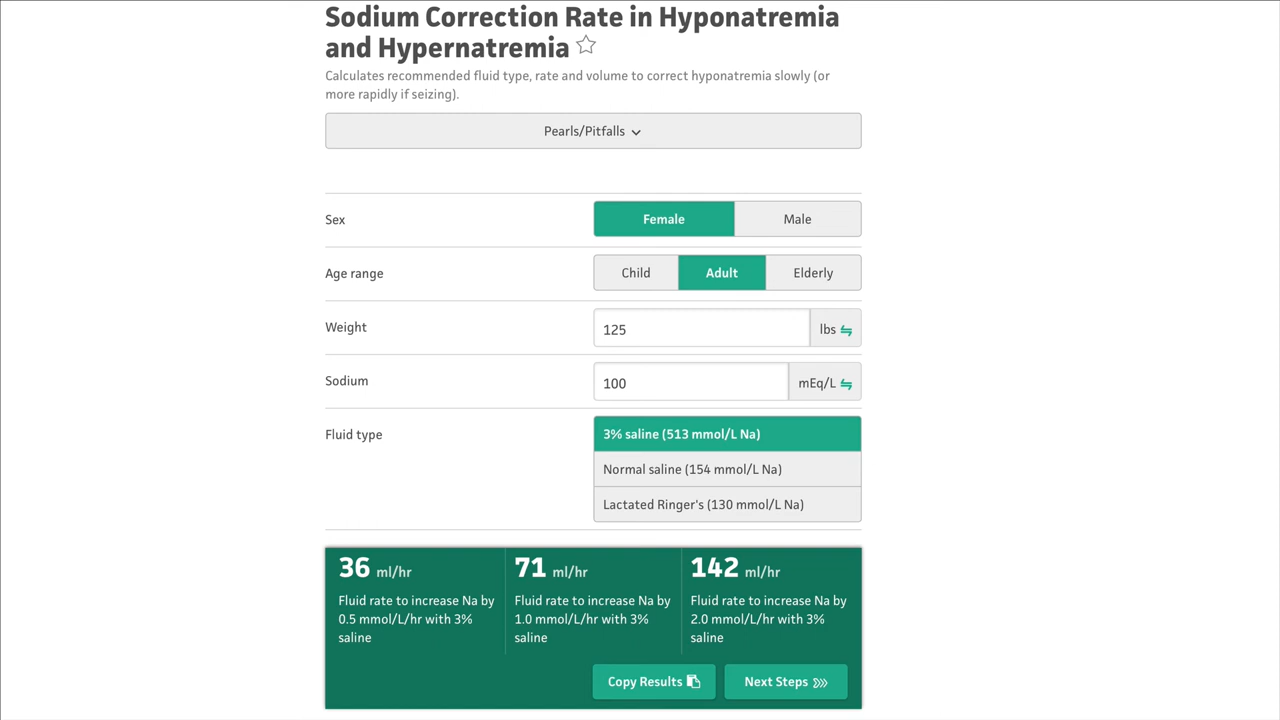 Sodium Correction Rate in Hyponatremia
and Hypernatremia
Calculates recommended fluid type, rate and volume to correct hyponatremia slowly (or
more rapidly if seizing).
Pearls/Pitfalls
Sex
Female
Male
Age range
Child
Adult
Elderly
Weight
125
lbs
Sodium
100
mEq/L
Fluid type
3% saline (513 mmol/L Na)
Normal saline (154 mmol/L Na)
Lactated Ringer's (130 mmol/L Na)
36 ml/hr
Fluid rate to increase Na by
0.5 mmol/L/hr with 3%
saline
71 ml/hr
Fluid rate to increase Na by
1.0 mmol/L/hr with 3%
saline
142 ml/hr
Fluid rate to increase Na by
2.0 mmol/L/hr with 3%
saline
Copy Results
Next Steps